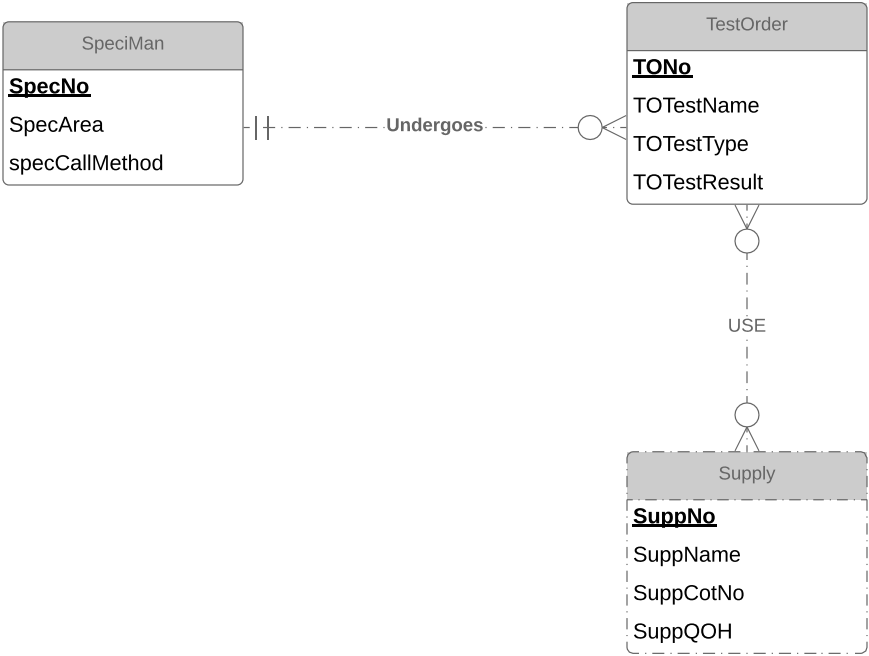 SpeciMan
SpecNo
SpecArea
specCallMethod
Undergoes
TestOrder
TONo
TOTestName
TOTestType
TOTestResult
USE
Supply
SuppNo
SuppName
SuppCotNo
SuppQOH